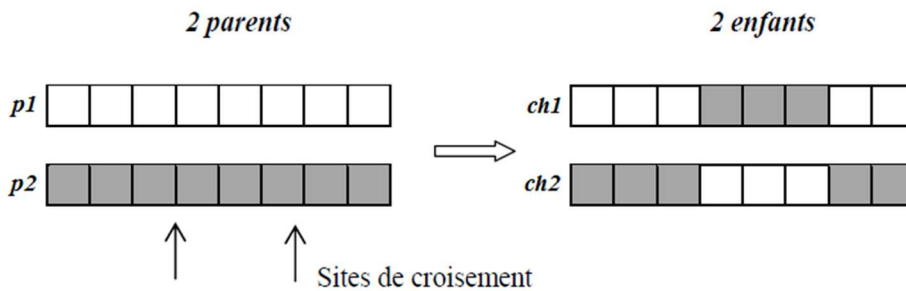 2 parents
2 enfants
p1
ch1
p2
ch2
Sites de croisement